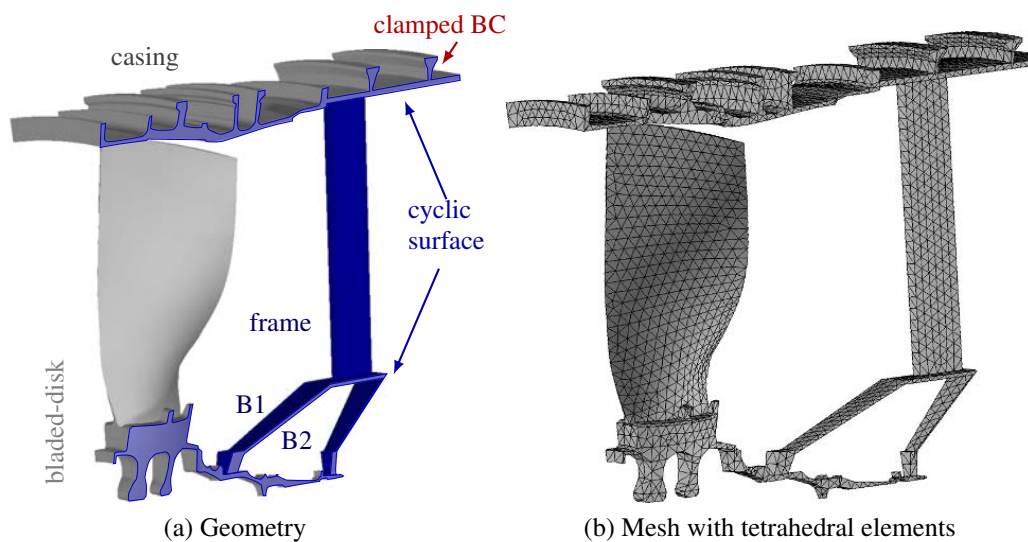 clamped BC
casing
cyclic
surface
frame
B1
B2
bladed-disk
(a) Geometry
(b) Mesh with tetrahedral elements